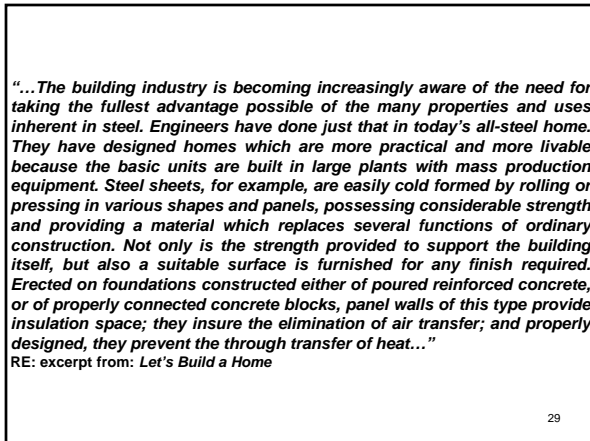 “…The building industry is becoming increasingly aware of the need for
taking the fullest advantage possible of the many properties and uses
inherent in steel. Engineers have done just that in today’s all-steel home.
They have designed homes which are more practical and more livable
because the basic units are built in large plants with mass production
equipment. Steel sheets, for example, are easily cold formed by rolling or
pressing in various shapes and panels, possessing considerable strength
and providing a material which replaces several functions of ordinary
construction. Not only is the strength provided to support the building
itself, but also a suitable surface is furnished for any finish required.
Erected on foundations constructed either of poured reinforced concrete,
or of properly connected concrete blocks, panel walls of this type provide
insulation space; they insure the elimination of air transfer; and properly
designed, they prevent the through transfer of heat…”
RE: excerpt from: Let’s Build a Home
29